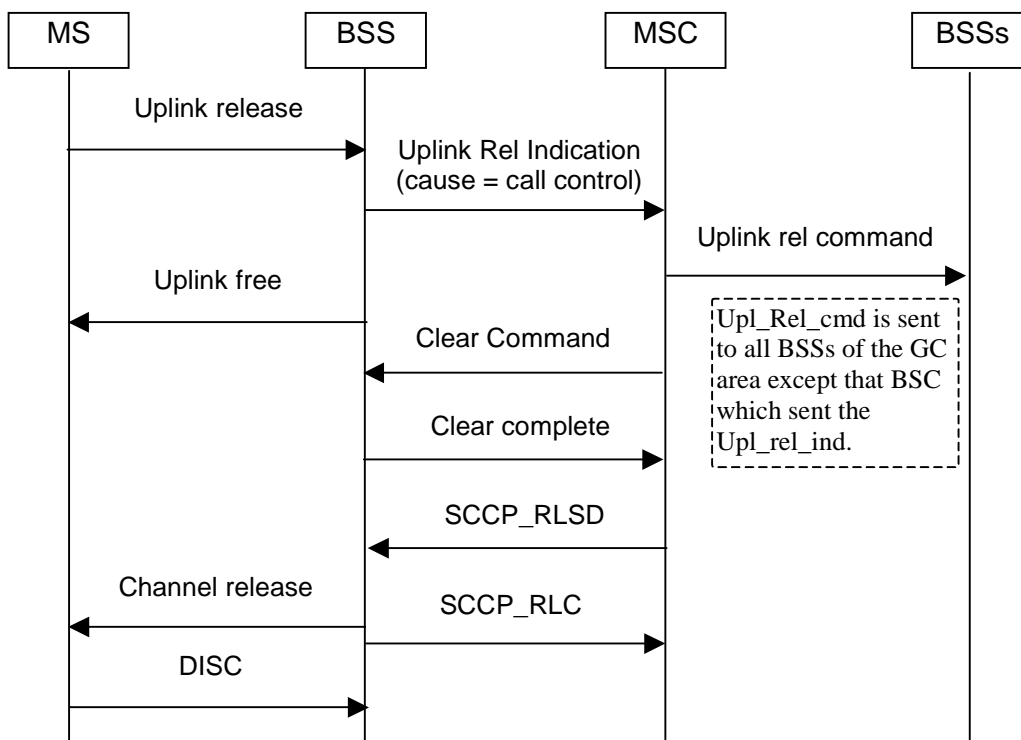 MS
BSS
MSC
BSSs
Uplink release
Uplink Rel Indication
(cause = call control)
Uplink rel command
Uplink free
Upl_Rel_cmd is sent
to all BSSs of the GC
area except that BSC
which sent the
Upl_rel_ind.
Clear Command
Clear complete
SCCP_RLSD
Channel release
SCCP_RLC
DISC